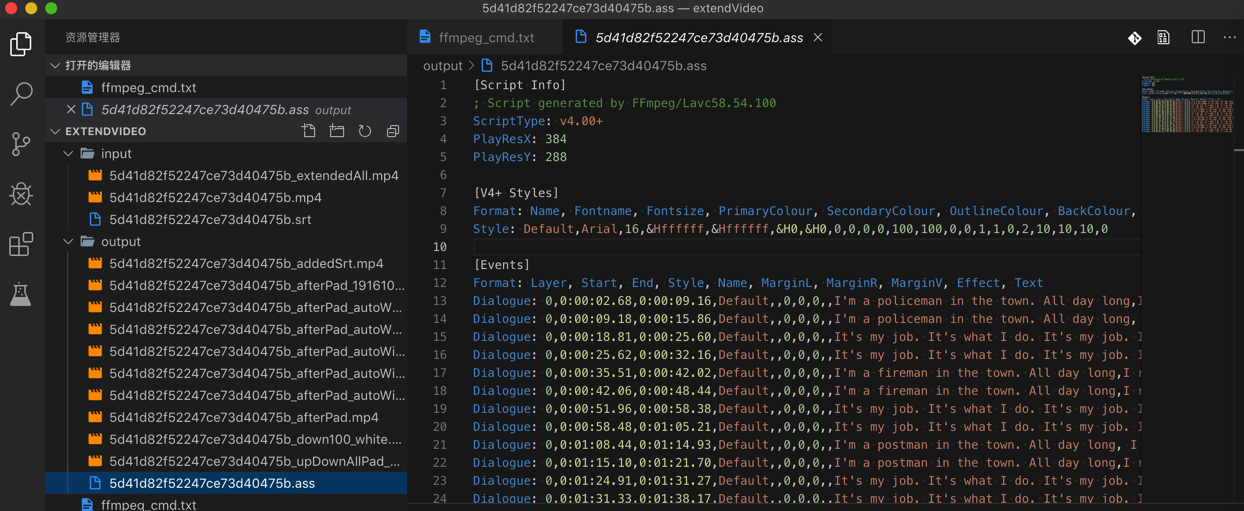 5d41d82f52247ce73d40475b.ass — extendVideo
资源管理器
打开的编辑器
ffmpeg_cmd.txt
5d41d82f52247ce73d40475b.ass output
EXTENDVIDEO
input
5d41d82f52247ce73d40475b_extendedAll.mp4
5d41d82f52247ce73d40475b.mp4
5d41d82f52247ce73d40475b.srt
output
5d41d82f52247ce73d40475b_addedSrt.mp4
5d41d82f52247ce73d40475b_afterPad_191610...
5d41d82f52247ce73d40475b_afterPad_autoW...
5d41d82f52247ce73d40475b_afterPad_autoW...
5d41d82f52247ce73d40475b_afterPad_autoWi...
5d41d82f52247ce73d40475b_afterPad_autoWi...
5d41d82f52247ce73d40475b_afterPad_autoWi...
5d41d82f52247ce73d40475b_afterPad.mp4
5d41d82f52247ce73d40475b_down100_white....
5d41d82f52247ce73d40475b_upDownAllPad_...
5d41d82f52247ce73d40475b.ass
ffmpeg_cmd.txt
ffmpeg_cmd.txt
5d41d82f52247ce73d40475b.ass
output > 5d41d82f52247ce73d40475b.ass
1 [Script Info]
2 ; Script generated by FFmpeg/Lavc58.54.100
3 ScriptType: v4.00+
4 PlayResX: 384
5 PlayResY: 288
6
7 [V4+ Styles]
8 Format: Name, Fontname, Fontsize, PrimaryColour, SecondaryColour, OutlineColour, BackColour,
9 Style: Default,Arial,16,&Hffffff,&Hffffff,&H0,&H0,0,0,0,0,100,100,0,0,1,1,0,2,10,10,10,0
10
11 [Events]
12 Format: Layer, Start, End, Style, Name, MarginL, MarginR, MarginV, Effect, Text
13 Dialogue: 0,0:00:02.68,0:00:09.16,Default,,0,0,0,,I'm a policeman in the town. All day long,I
14 Dialogue: 0,0:00:09.18,0:00:15.86,Default,,0,0,0,,I'm a policeman in the town. All day long,
15 Dialogue: 0,0:00:18.81,0:00:25.60,Default,,0,0,0,,It's my job. It's what I do. It's my job. I
16 Dialogue: 0,0:00:25.62,0:00:32.16,Default,,0,0,0,,It's my job. It's what I do. It's my job. I
17 Dialogue: 0,0:00:35.51,0:00:42.02,Default,,0,0,0,,I'm a fireman in the town. All day long,I r
18 Dialogue: 0,0:00:42.06,0:00:48.44,Default,,0,0,0,,I'm a fireman in the town. All day long,I r
19 Dialogue: 0,0:00:51.96,0:00:58.38,Default,,0,0,0,,It's my job. It's what I do. It's my job. I
20 Dialogue: 0,0:00:58.48,0:01:05.21,Default,,0,0,0,,It's my job. It's what I do. It's my job. I
21 Dialogue: 0,0:01:08.44,0:01:14.93,Default,,0,0,0,,I'm a postman in the town. All day long, I
22 Dialogue: 0,0:01:15.10,0:01:21.70,Default,,0,0,0,,I'm a postman in the town. All day long, I
23 Dialogue: 0,0:01:24.91,0:01:31.27,Default,,0,0,0,,It's my job. It's what I do. It's my job. I
24 Dialogue: 0,0:01:31.33,0:01:38.17,Default,,0,0,0,,It's my job. It's what I do. It's my job. I